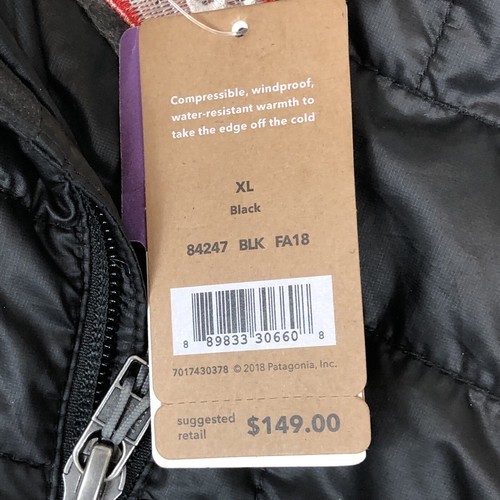 Compressible, windproof,
water-resistant warmth to
take the edge off the cold
XL
Black
84247 BLK FA18
8 89833 30660 8
7017430378 © 2018 Patagonia, Inc.
suggested
retail
$149.00